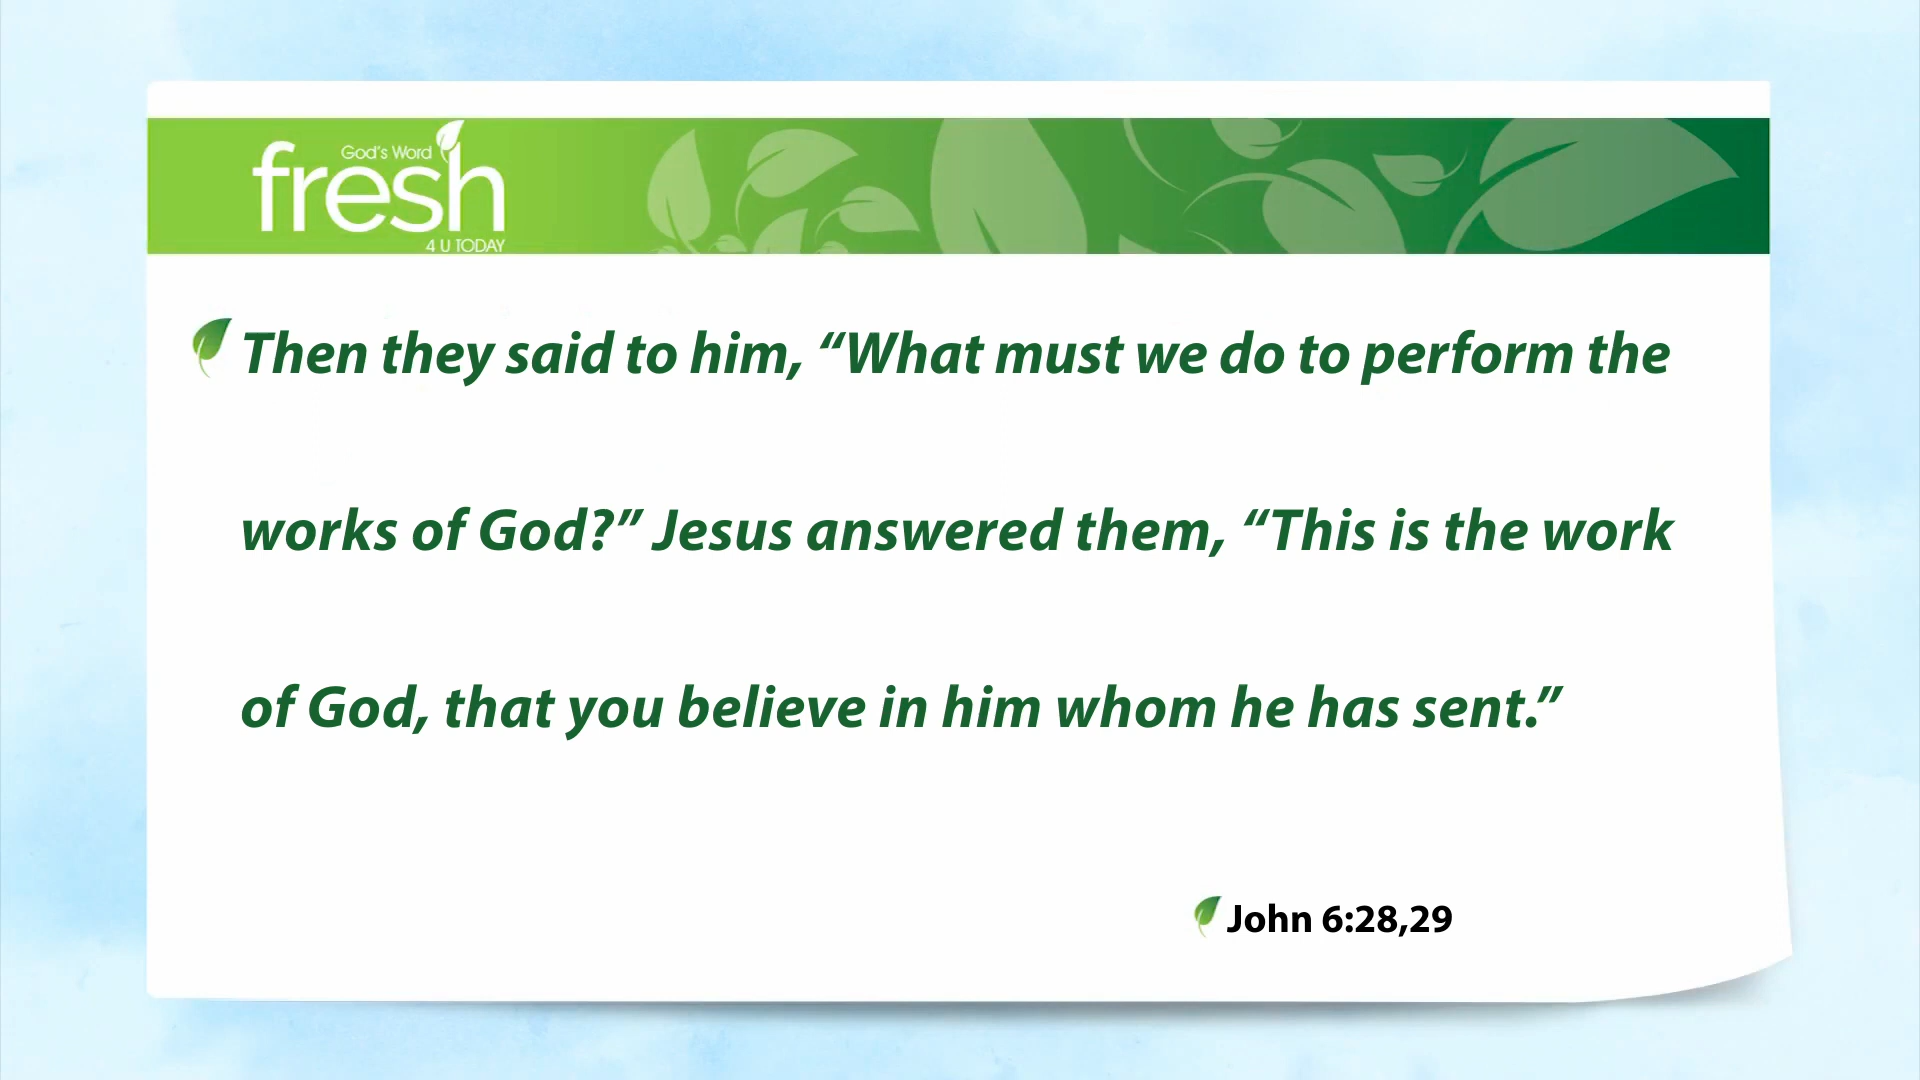 God's Word
fresh
4 U TODAY
Then they said to him, “What must we do to perform the
works of God?” Jesus answered them, “This is the work
of God, that you believe in him whom he has sent.”
John 6:28,29